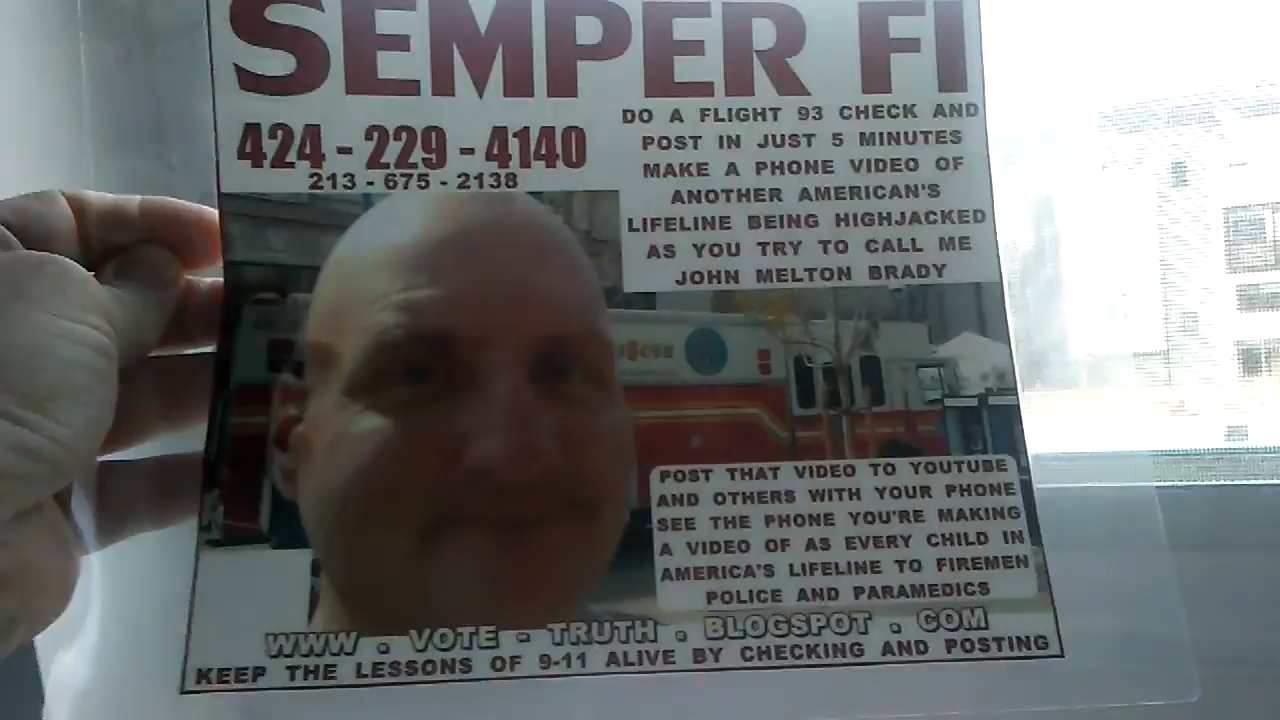 SEMPER FI
424 - 229 - 4140
213 - 675 - 2138
DO A FLIGHT 93 CHECK AND
POST IN JUST 5 MINUTES
MAKE A PHONE VIDEO OF
ANOTHER AMERICAN'S
LIFELINE BEING HIGHJACKED
AS YOU TRY TO CALL ME
JOHN MELTON BRADY
POST THAT VIDEO TO YOUTUBE
AND OTHERS WITH YOUR PHONE
SEE THE PHONE YOU'RE MAKING
A VIDEO OF AS EVERY CHILD IN
AMERICA'S LIFELINE TO FIREMEN
POLICE AND PARAMEDICS
WWW . VOTE - TRUTH . BLOGSPOT . COM
KEEP THE LESSONS OF 9-11 ALIVE BY CHECKING AND POSTING